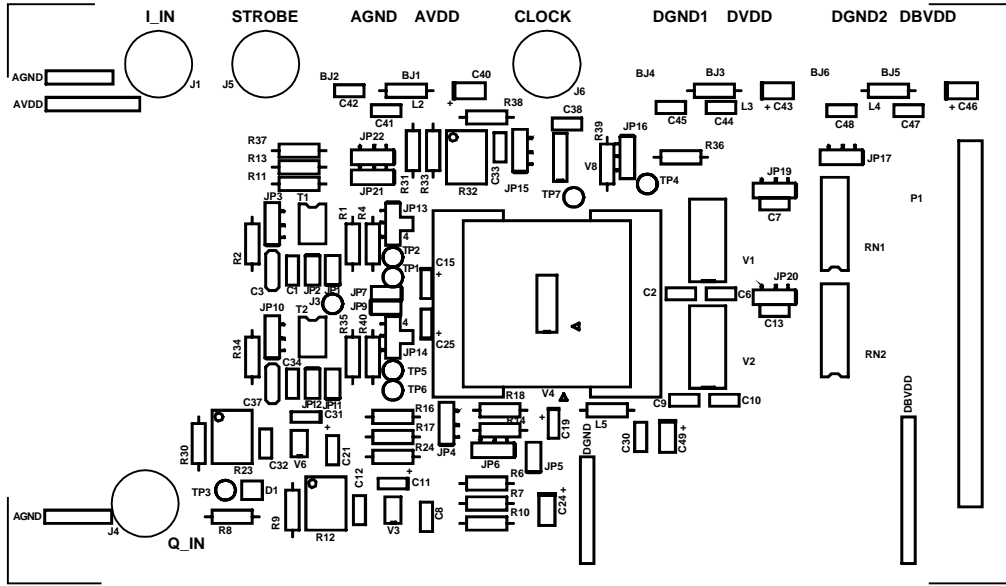 I_IN STROBE AGND AVDD CLOCK DGND1 DVDD DGND2 DBVDD
AGND
AVDD
J1
J5
BJ2
C42
BJ1
L2
C41
C40
+
R38
J6
C38
BJ4
C45
BJ3
C44
L3
+ C43
BJ6
C48
BJ5
L4
C47
+ C46
R37
R13
R11
JP22
JP21
R31
R33
R32
C33
JP15
TP7
V8
R39
JP16
TP4
R36
JP19
C7
JP17
P1
JP3
T1
R2
R1
R4
JP13
4
TP2
TP1
C3
C1
JP2
JP1
J3
JP7
JP9
C15
+
C2
V1
C6
JP20
C13
RN1
JP10
T2
R34
R35
R40
4
JP14
+
C25
V2
RN2
C34
TP5
TP6
C37
JP12
JP11
C31
V4
C9
C10
DBVDD
R30
R23
C32
V6
+
C21
R16
R17
R24
JP4
R18
R14
JP6
+
C19
L5
DGND
C30
C49 +
JP5
TP3
D1
R8
R9
R12
C12
+
C11
V3
C8
R6
R7
R10
C24 +
AGND
J4
Q_IN